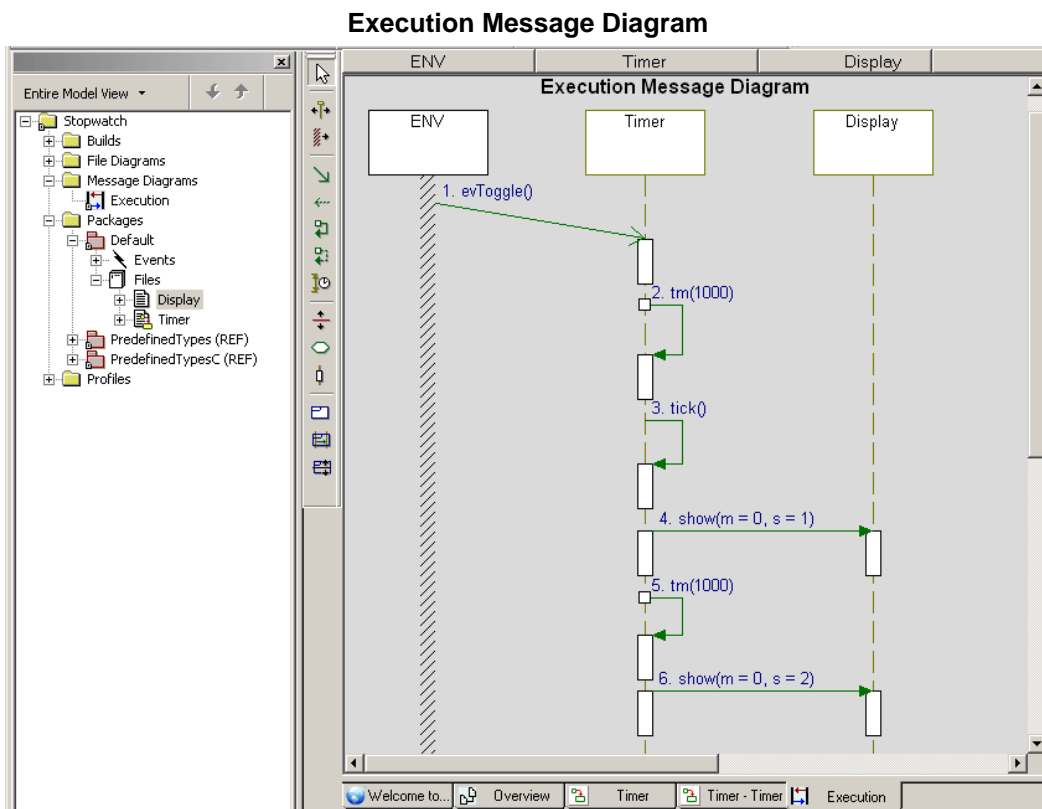 Execution Message Diagram
Entire Model View
Stopwatch
Builds
File Diagrams
Message Diagrams
Execution
Packages
Default
Events
Files
Display
Timer
PredefinedTypes (REF)
PredefinedTypesC (REF)
Profiles
ENV Timer Display
Execution Message Diagram
ENV Timer Display
1. evToggle()
2. tm(1000)
3. tick()
4. show(m = 0, s = 1)
5. tm(1000)
6. show(m = 0, s = 2)
Welcome to... Overview Timer Timer - Timer Execution